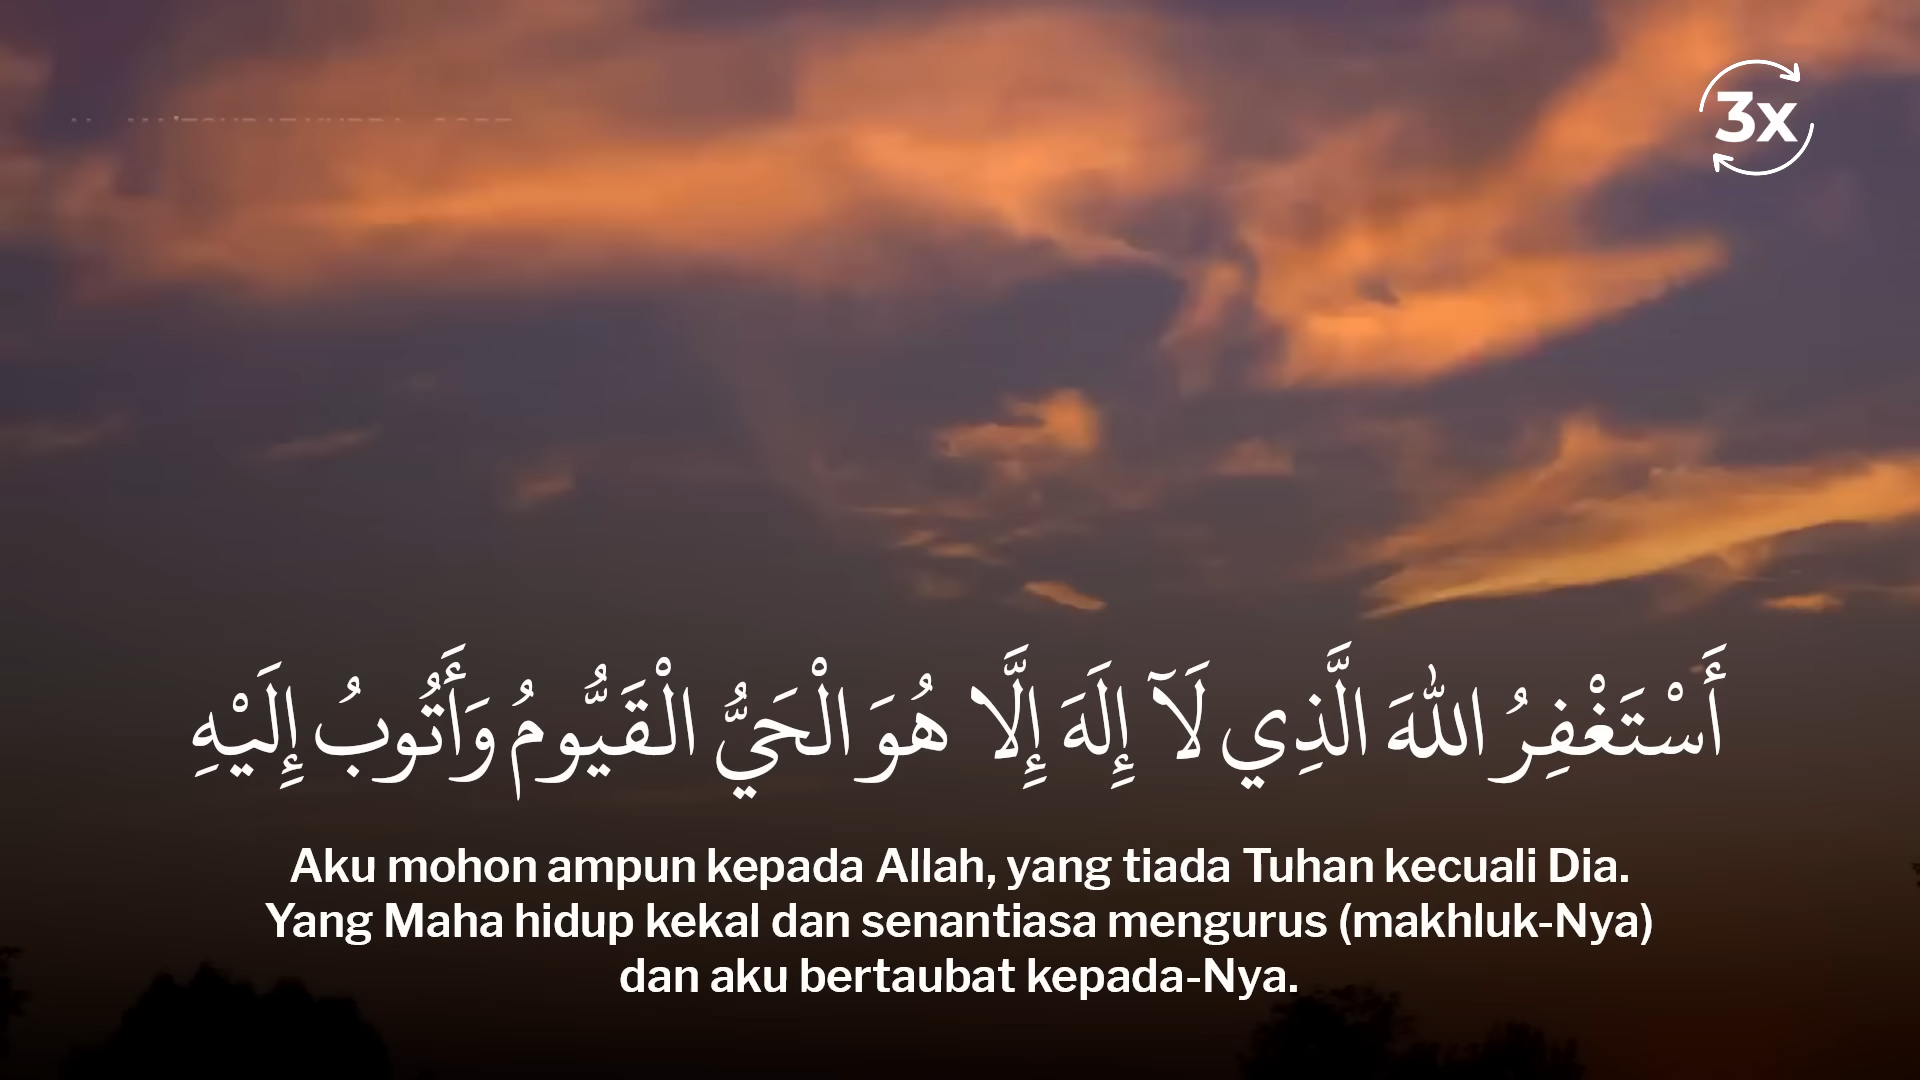 3x
أَسْتَغْفِرُ اللهَ الَّذِي لَآ إِلَهَ إِلَّا هُوَ الْحَيُّ الْقَيُّومُ وَأَتُوبُ إِلَيْهِ
Aku mohon ampun kepada Allah, yang tiada Tuhan kecuali Dia.
Yang Maha hidup kekal dan senantiasa mengurus (makhluk-Nya)
dan aku bertaubat kepada-Nya.